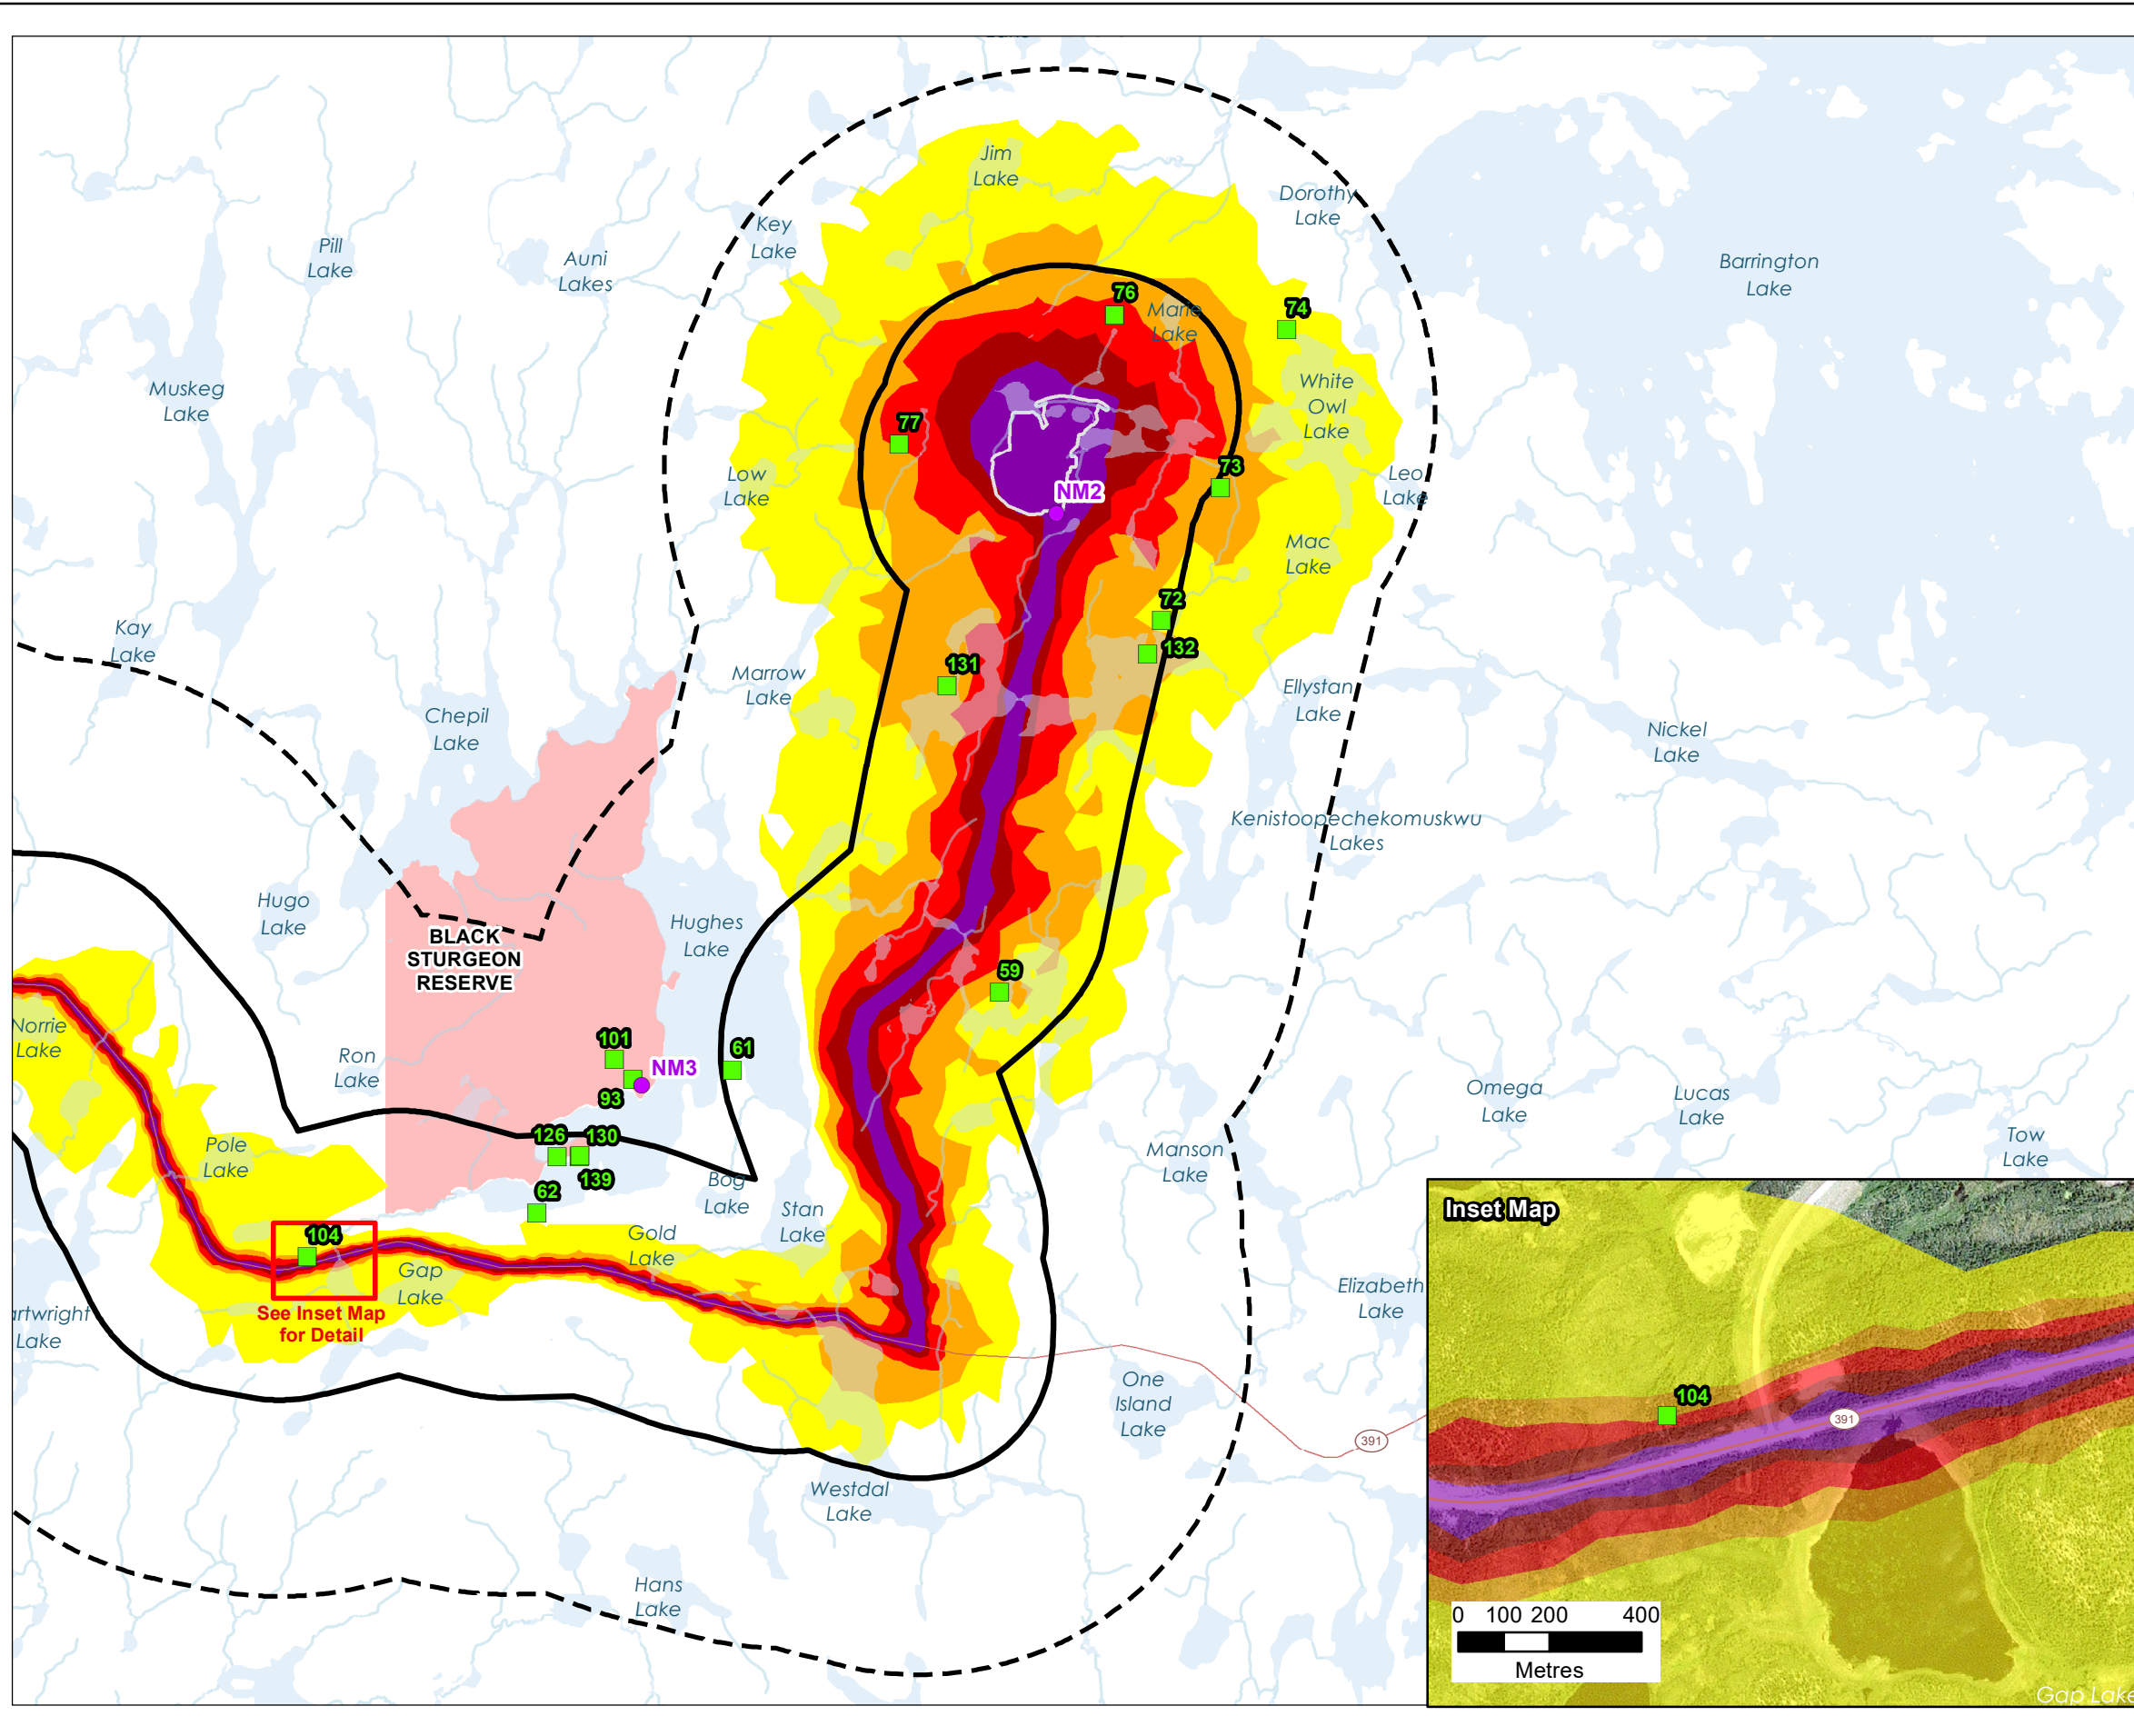 Jim
Lake
Dorothy
Lake
Key
Lake
Pill
Lake
Auni
Lakes
Barrington
Lake
76
Marie
Lake
74
Muskeg
Lake
White
Owl
Lake
77
73
Low
Lake
NM2
Leo
Lake
Mac
Lake
72
132
Kay
Lake
131
Marrow
Lake
Ellystan
Lake
Chepil
Lake
Nickel
Lake
Kenistoopechekomuskwu
Lakes
Hugo
Lake
Hughes
Lake
BLACK
STURGEON
RESERVE
59
Norrie
Lake
101
61
Ron
Lake
NM3
93
Omega
Lake
Lucas
Lake
126
130
Pole
Lake
Manson
Lake
Tow
Lake
139
62
Bog
Lake
Stan
Lake
104
Gold
Lake
Gap
Lake
See Inset Map
for Detail
artwright
Lake
Elizabeth
Lake
One
Island
Lake
391
Westdal
Lake
Hans
Lake
Inset Map
104
391
0 100 200 400
Metres
Gap Lake